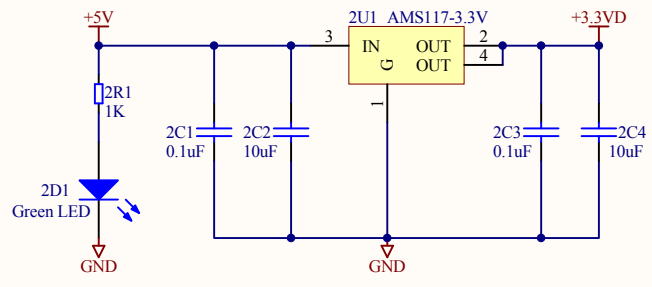 +5V
2U1 AMS117-3.3V
+3.3VD
3
IN
OUT
2
OUT
4
G
1
2R1
1K
2C1
0.1uF
2C2
10uF
2C3
0.1uF
2C4
10uF
2D1
Green LED
GND
GND